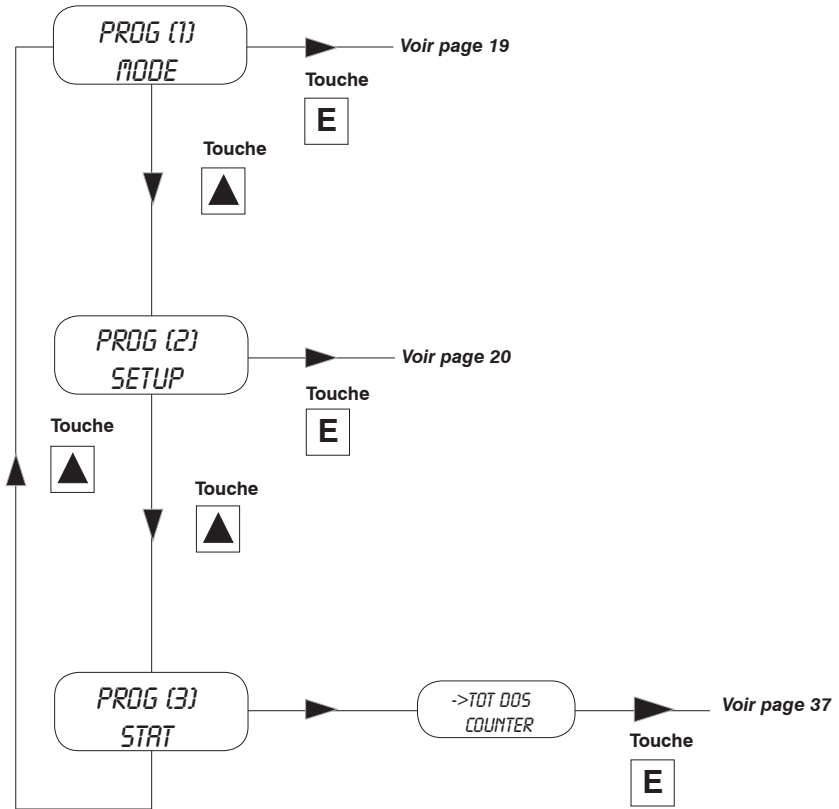 PROG (1)
MODE
Voir page 19
Touche
E
Touche
PROG (2)
SETUP
Voir page 20
Touche
E
Touche
Touche
PROG (3)
STAT
->TOT DOS
COUNTER
Voir page 37
Touche
E